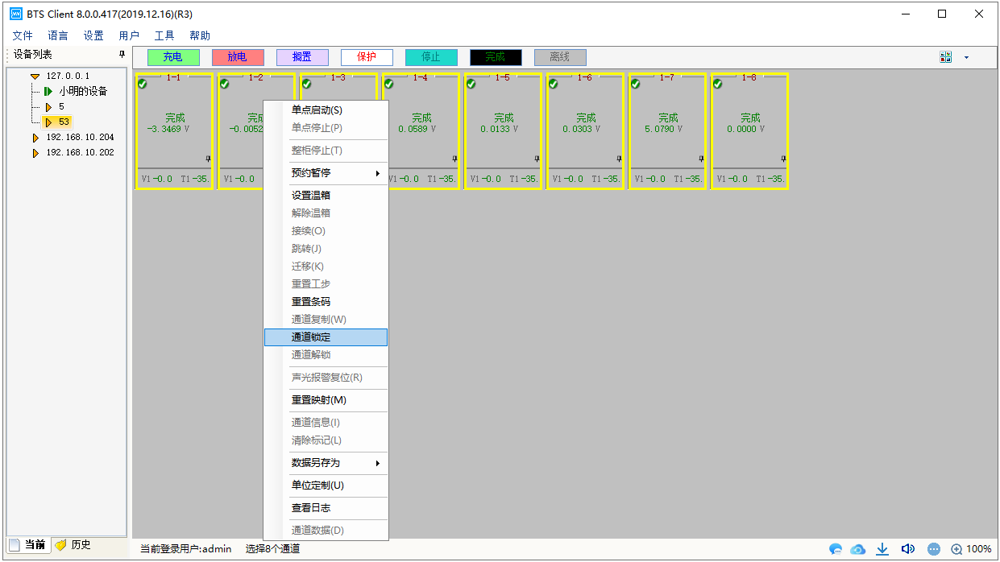 BTS Client 8.0.0.417(2019.12.16)(R3)
文件 语言 设置 用户 工具 帮助
设备列表
充电 放电 搁置 保护 停止 完成 离线
127.0.0.1
小明的设备
5
53
192.168.10.204
192.168.10.202
1-1 1-2 1-3 1-4 1-5 1-6 1-7 1-8
完成 完成 完成 完成 完成 完成 完成
-3.3469 V -0.0052 0.0589 V 0.0133 V 0.0303 V 5.0790 V 0.0000 V
V1-0.0 T1-35. V1-0.0 V1-0.0 T1-35. V1-0.0 T1-35. V1-0.0 T1-35. V1-0.0 T1-35. V1-0.0 T1-35.
单点启动(S)
单点停止(P)
整柜停止(T)
预约暂停
设置温箱
解除温箱
接续(O)
跳转(J)
迁移(K)
重置工步
重置条码
通道复制(W)
通道锁定
通道解锁
声光报警复位(R)
重置映射(M)
通道信息(I)
清除标记(L)
数据另存为
单位定制(U)
查看日志
通道数据(D)
当前 历史
当前登录用户:admin 选择8个通道
100%